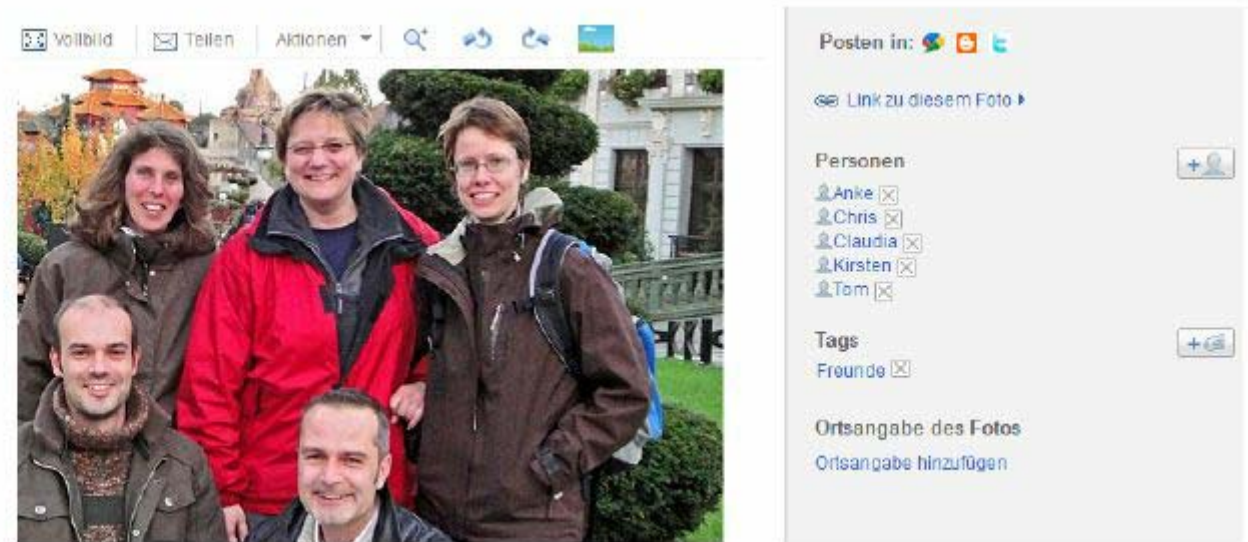 Vollbild Teilen Aktionen
Posten in:
Link zu diesem Foto
Personen
Anke
Chris
Claudia
Kirsten
Tom
Tags
Freunde
Ortsangabe des Fotos
Ortsangabe hinzufügen